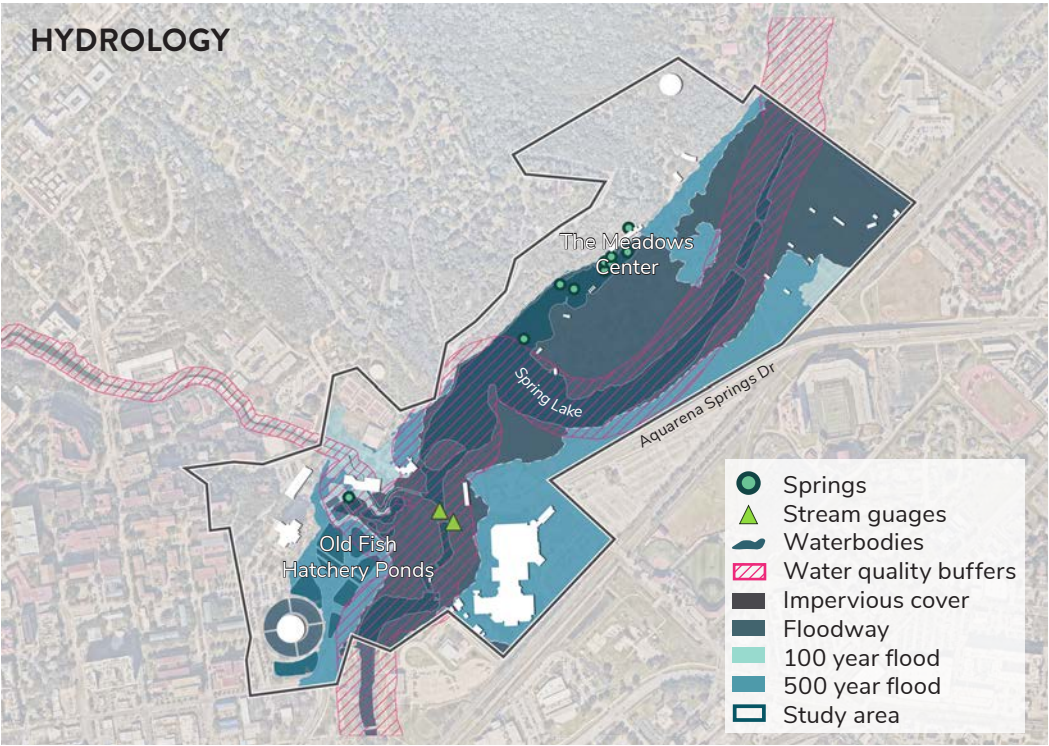 HYDROLOGY
The Meadows
Center
Spring Lake
Aquarena Springs Dr
Old Fish
Hatchery Ponds
Springs
Stream guages
Waterbodies
Water quality buffers
Impervious cover
Floodway
100 year flood
500 year flood
Study area